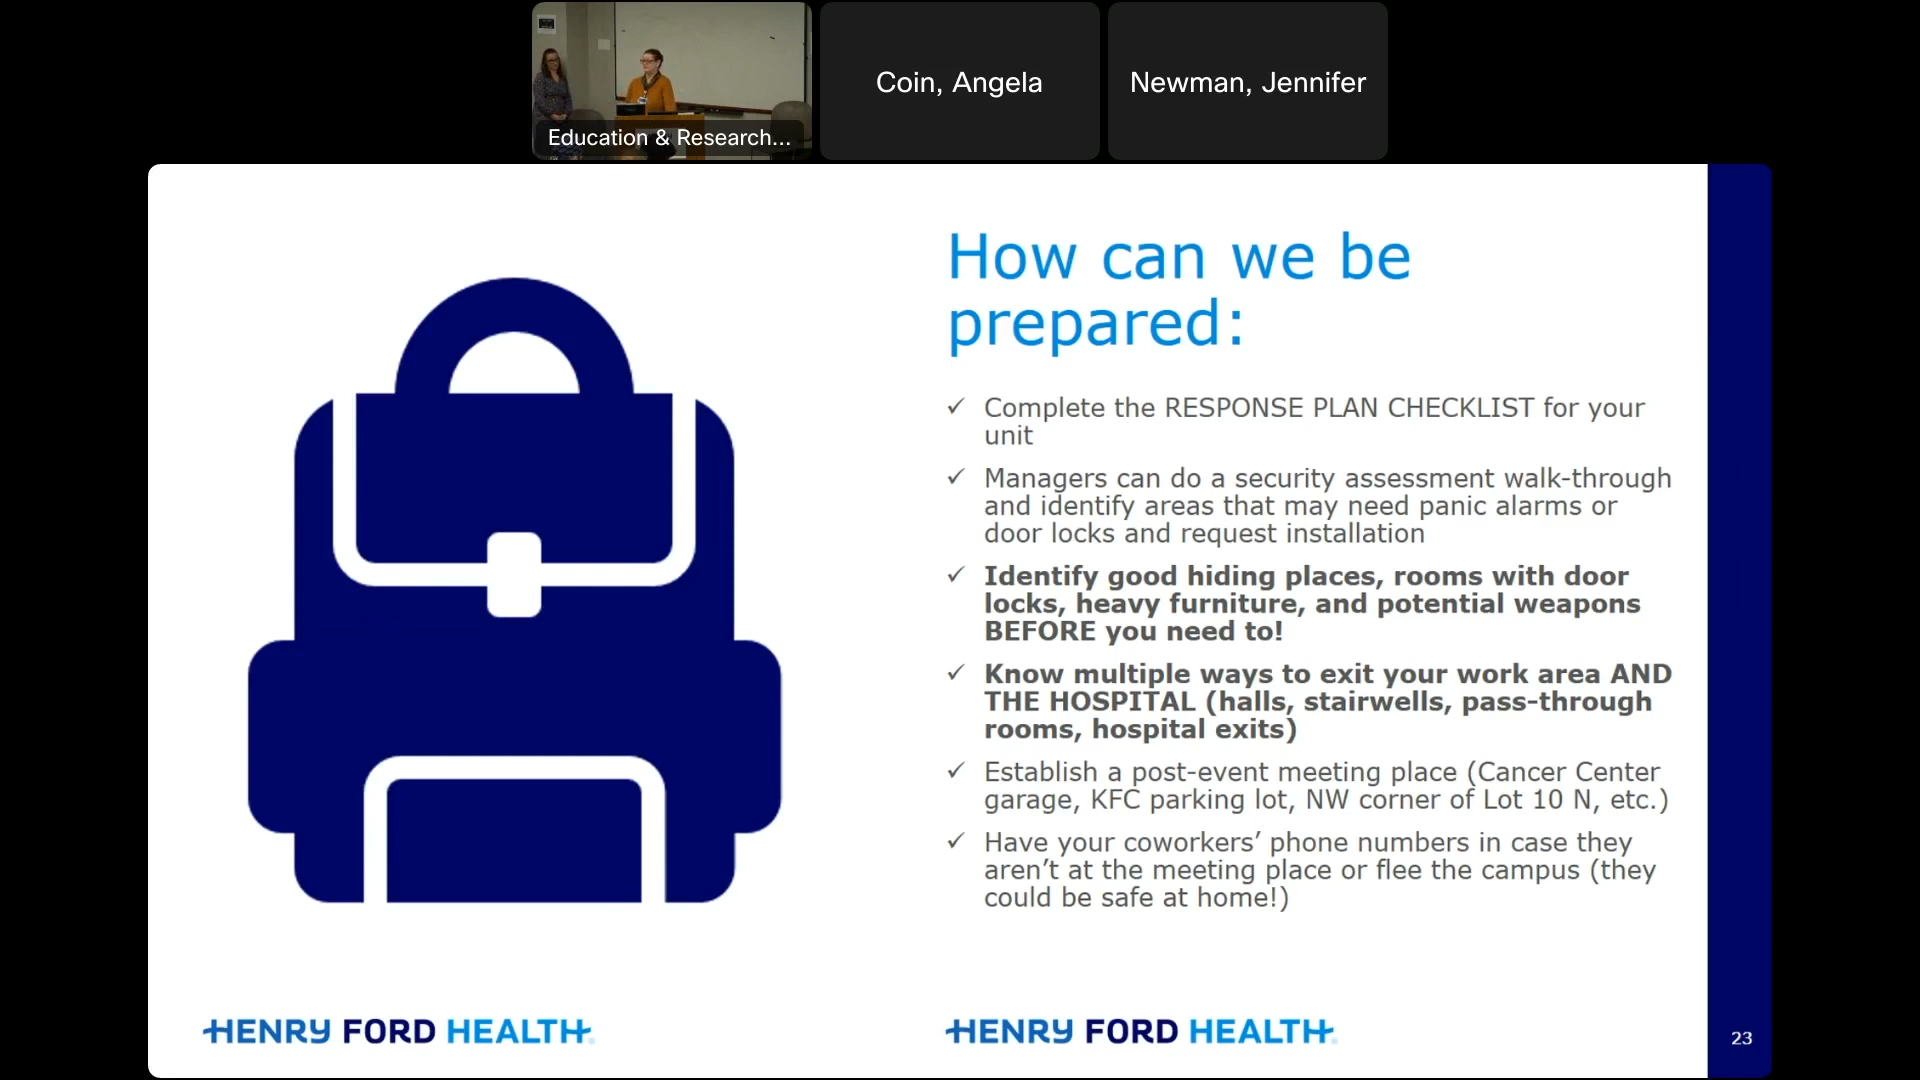 Education & Research...
Coin, Angela
Newman, Jennifer
How can we be
prepared:
✓ Complete the RESPONSE PLAN CHECKLIST for your
unit
✓ Managers can do a security assessment walk-through
and identify areas that may need panic alarms or
door locks and request installation
✓ Identify good hiding places, rooms with door
locks, heavy furniture, and potential weapons
BEFORE you need to!
✓ Know multiple ways to exit your work area AND
THE HOSPITAL (halls, stairwells, pass-through
rooms, hospital exits)
✓ Establish a post-event meeting place (Cancer Center
garage, KFC parking lot, NW corner of Lot 10 N, etc.)
✓ Have your coworkers’ phone numbers in case they
aren’t at the meeting place or flee the campus (they
could be safe at home!)
HENRY FORD HEALTH
HENRY FORD HEALTH
23